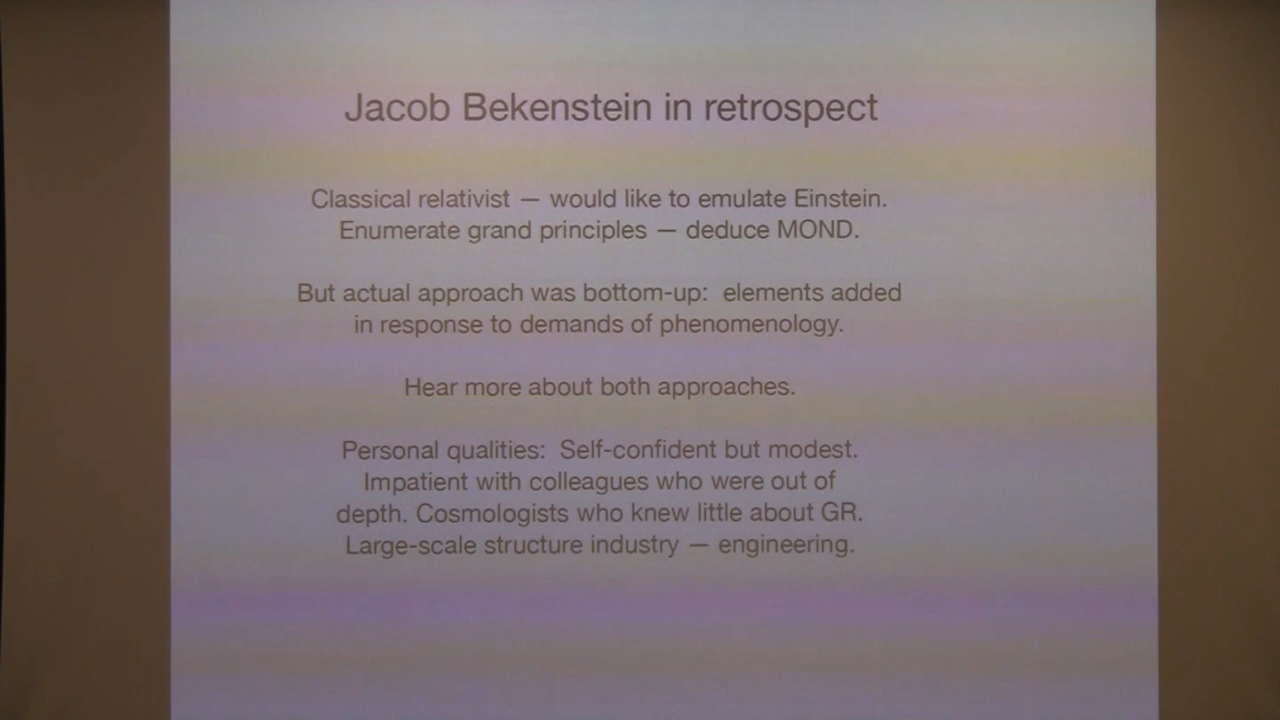 Jacob Bekenstein in retrospect
Classical relativist — would like to emulate Einstein.
Enumerate grand principles — deduce MOND.
But actual approach was bottom-up: elements added
in response to demands of phenomenology.
Hear more about both approaches.
Personal qualities: Self-confident but modest.
Impatient with colleagues who were out of
depth. Cosmologists who knew little about GR.
Large-scale structure industry — engineering.